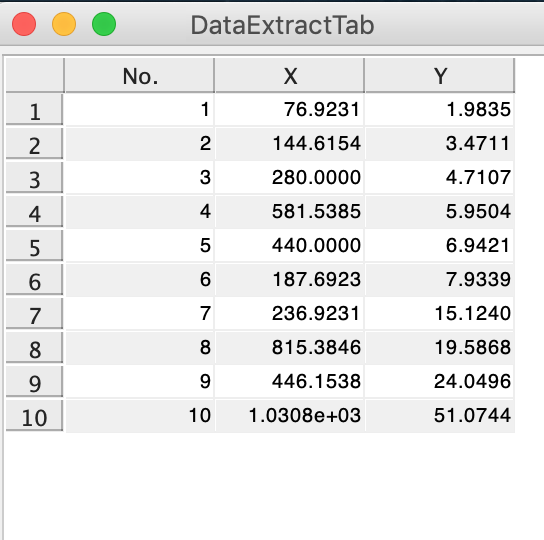 DataExtractTab
No. X Y
1 1 76.9231 1.9835
2 2 144.6154 3.4711
3 3 280.0000 4.7107
4 4 581.5385 5.9504
5 5 440.0000 6.9421
6 6 187.6923 7.9339
7 7 236.9231 15.1240
8 8 815.3846 19.5868
9 9 446.1538 24.0496
10 10 1.0308e+03 51.0744